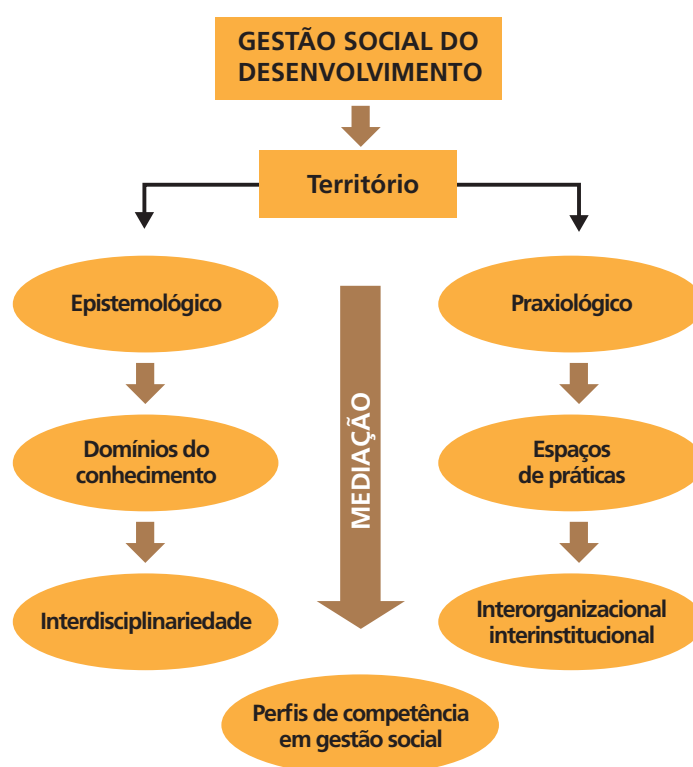 GESTÃO SOCIAL DO
DESENVOLVIMENTO
Território
Epistemológico
Praxiológico
MEDIAÇÃO
Domínios do
conhecimento
Espaços
de práticas
Interdisciplinariedade
Interorganizacional
interinstitucional
Perfis de competência
em gestão social